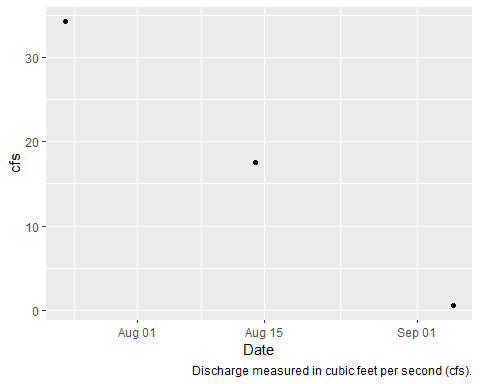 cfs
30
20
10
0
Aug 01 Aug 15 Sep 01
Date
Discharge measured in cubic feet per second (cfs).